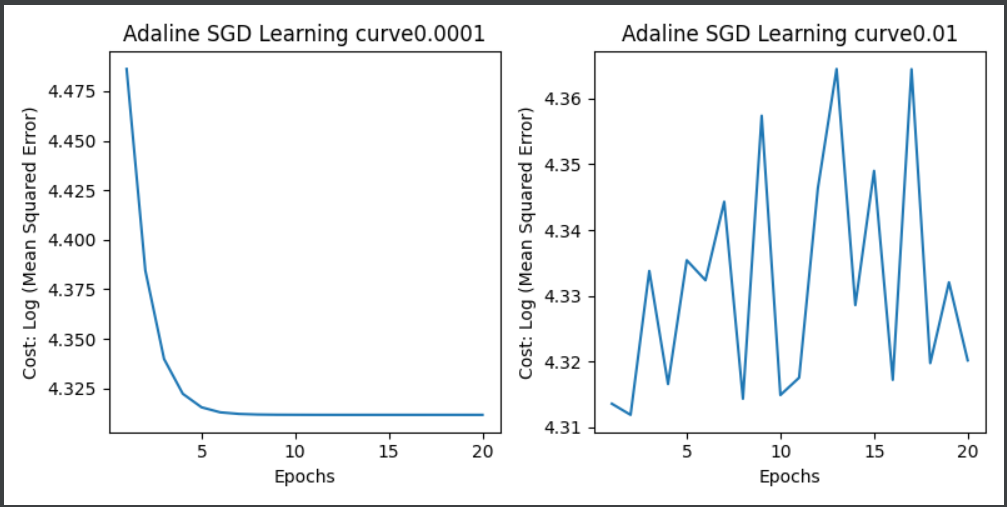 Adaline SGD Learning curve0.0001
Cost: Log (Mean Squared Error)
4.475
4.450
4.425
4.400
4.375
4.350
4.325
5 10 15 20
Epochs
Adaline SGD Learning curve0.01
Cost: Log (Mean Squared Error)
4.36
4.35
4.34
4.33
4.32
4.31
5 10 15 20
Epochs